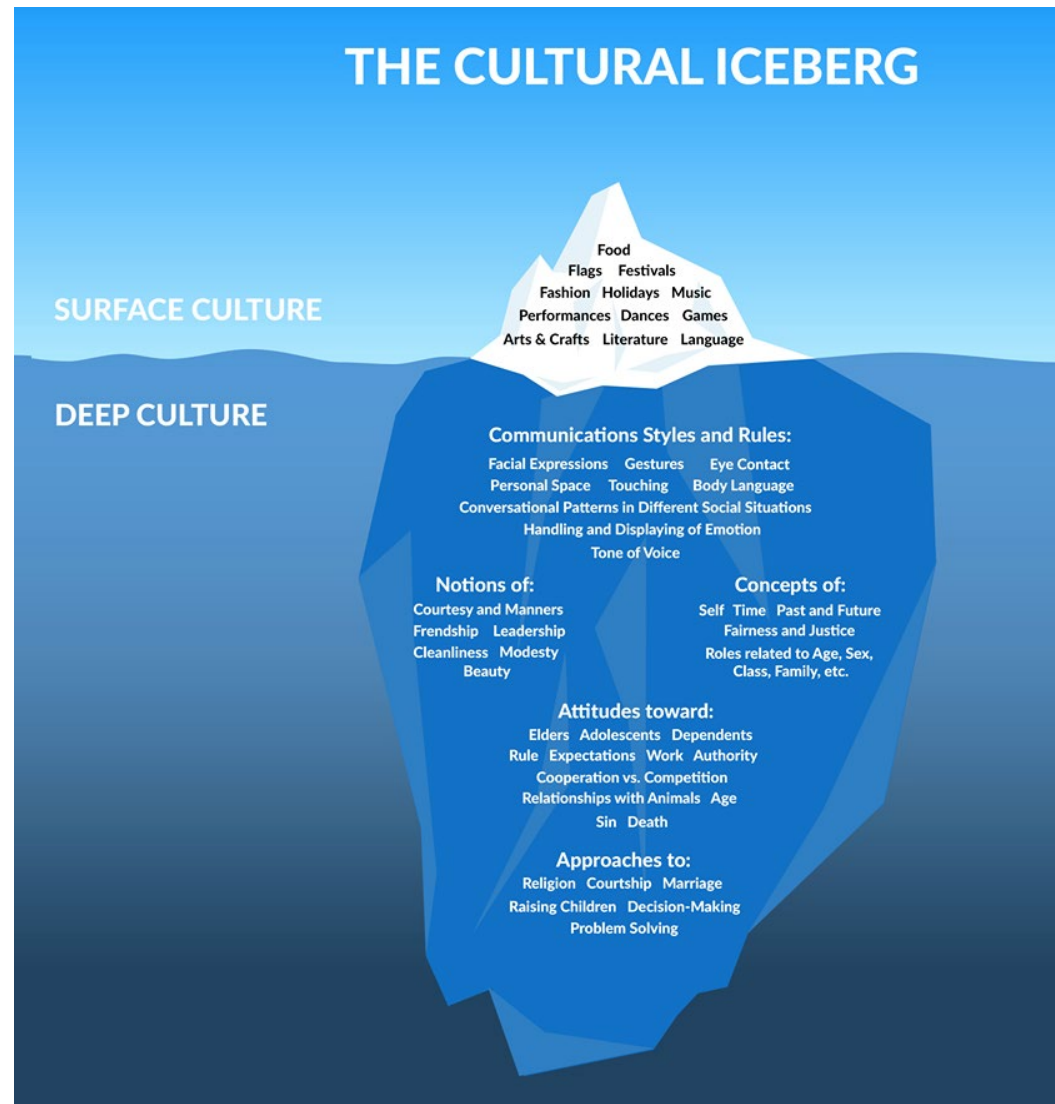 THE CULTURAL ICEBERG
Food
Flags Festivals
Fashion Holidays Music
Performances Dances Games
Arts & Crafts Literature Language
SURFACE CULTURE
DEEP CULTURE
Communications Styles and Rules:
Facial Expressions Gestures Eye Contact
Personal Space Touching Body Language
Conversational Patterns in Different Social Situations
Handling and Displaying of Emotion
Tone of Voice
Notions of:
Courtesy and Manners
Frendship Leadership
Cleanliness Modesty
Beauty
Concepts of:
Self Time Past and Future
Fairness and Justice
Roles related to Age, Sex,
Class, Family, etc.
Attitudes toward:
Elders Adolescents Dependents
Rule Expectations Work Authority
Cooperation vs. Competition
Relationships with Animals Age
Sin Death
Approaches to:
Religion Courtship Marriage
Raising Children Decision-Making
Problem Solving